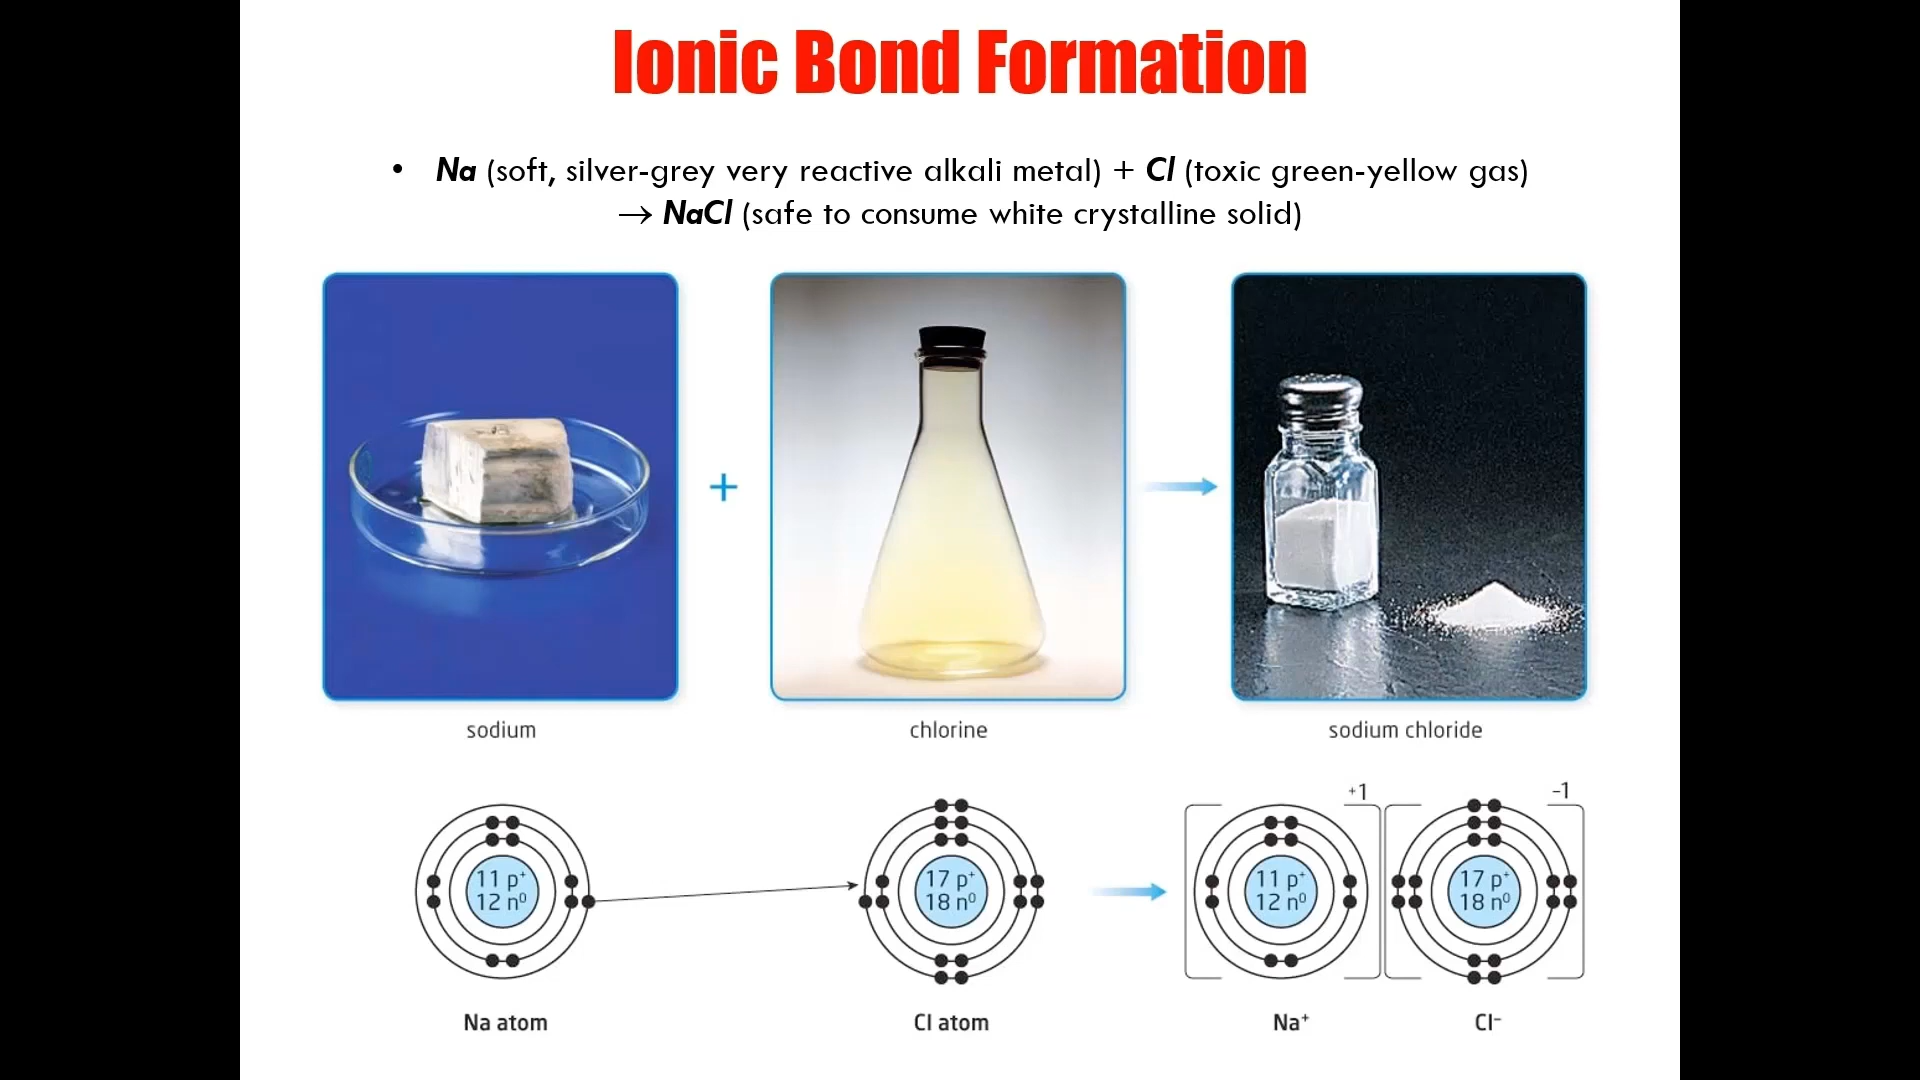 Ionic Bond Formation
• Na (soft, silver-grey very reactive alkali metal) + Cl (toxic green-yellow gas)
→ NaCl (safe to consume white crystalline solid)
+
sodium
chlorine
sodium chloride
+1
–1
11 p⁺
12 n⁰
17 p⁺
18 n⁰
11 p⁺
12 n⁰
17 p⁺
18 n⁰
Na atom
Cl atom
Na⁺
Cl⁻